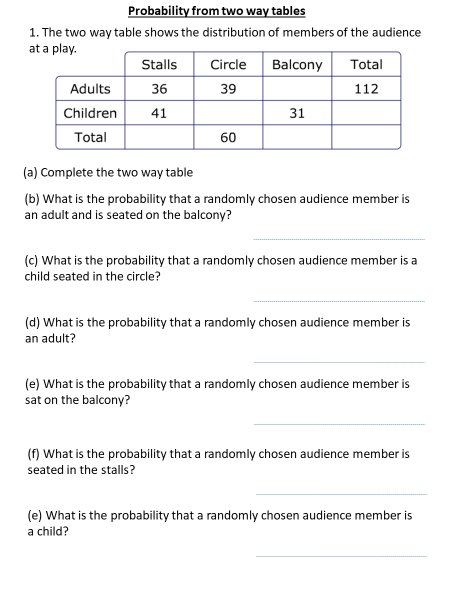 Probability from two way tables
1. The two way table shows the distribution of members of the audience
at a play.
Stalls Circle Balcony Total
Adults 36 39 112
Children 41 31
Total 60
(a) Complete the two way table
(b) What is the probability that a randomly chosen audience member is
an adult and is seated on the balcony?
(c) What is the probability that a randomly chosen audience member is a
child seated in the circle?
(d) What is the probability that a randomly chosen audience member is
an adult?
(e) What is the probability that a randomly chosen audience member is
sat on the balcony?
(f) What is the probability that a randomly chosen audience member is
seated in the stalls?
(e) What is the probability that a randomly chosen audience member is
a child?